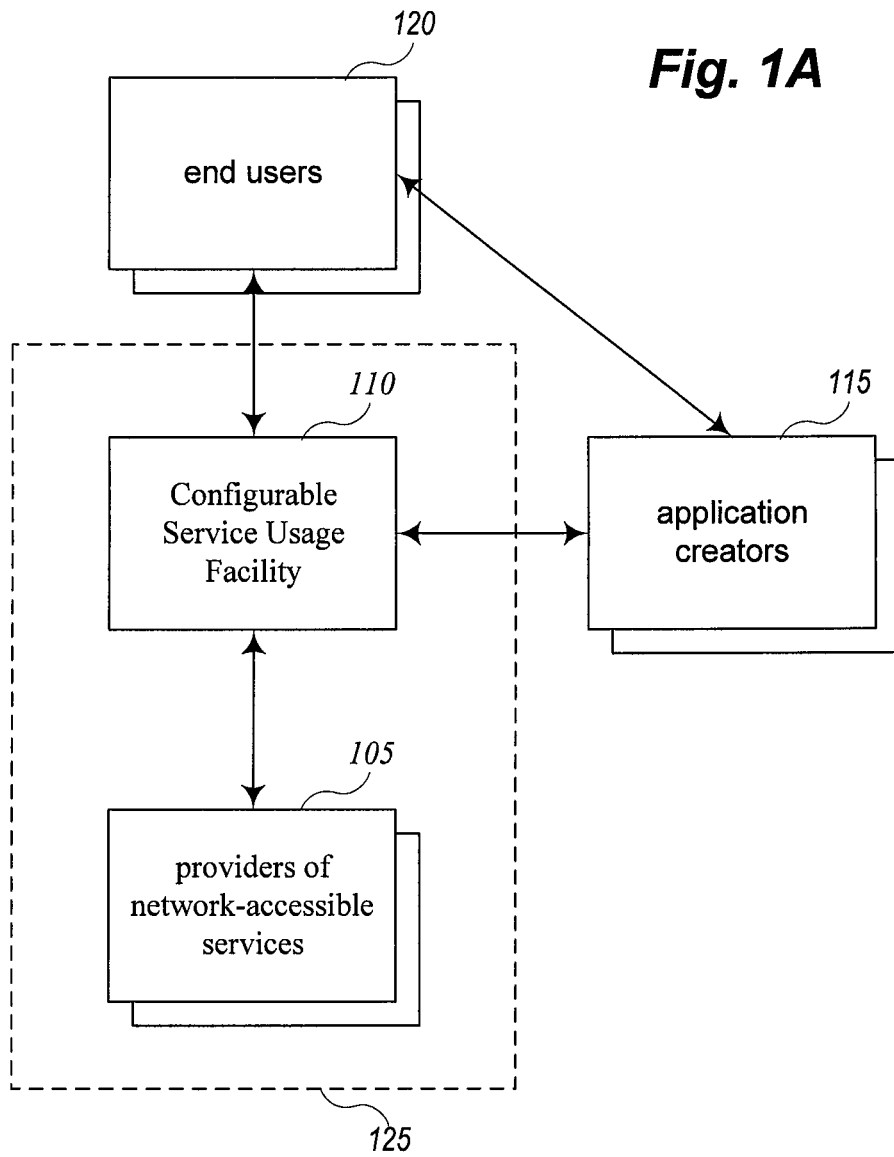 120
Fig. 1A
end users
110
115
Configurable
Service Usage
Facility
application
creators
105
providers of
network-accessible
services
125